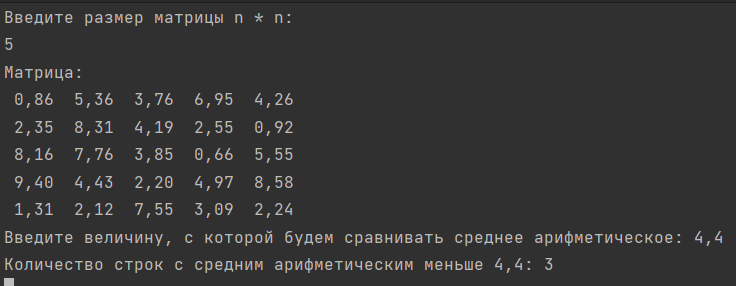 Введите размер матрицы n * n:
5
Матрица:
0,86 5,36 3,76 6,95 4,26
2,35 8,31 4,19 2,55 0,92
8,16 7,76 3,85 0,66 5,55
9,40 4,43 2,20 4,97 8,58
1,31 2,12 7,55 3,09 2,24
Введите величину, с которой будем сравнивать среднее арифметическое: 4,4
Количество строк с средним арифметическим меньше 4,4: 3